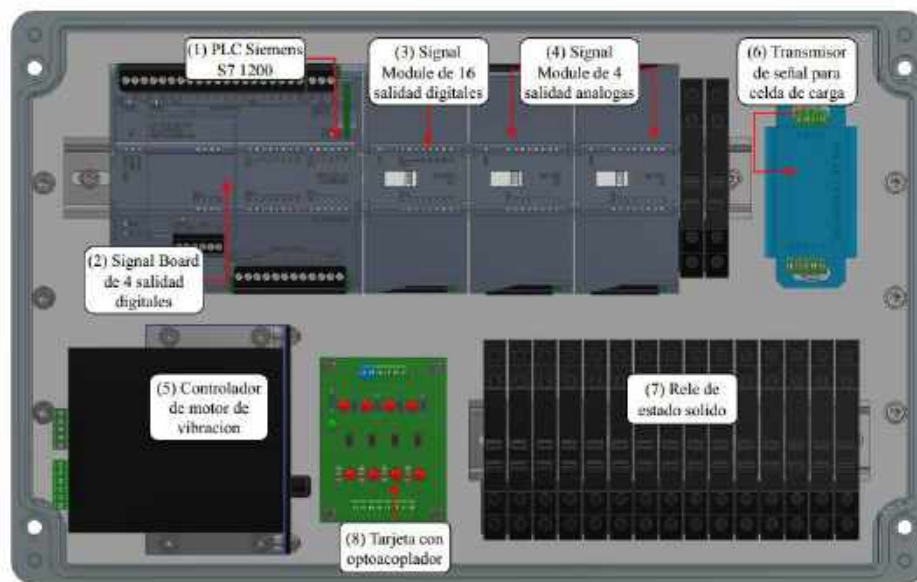 (1) PLC Siemens
S7 1200
(3) Signal
Module de 16
salidad digitales
(4) Signal
Module de 4
salidad analogas
(6) Transmisor
de señal para
celda de carga
(2) Signal Board
de 4 salidad
digitales
(5) Controlador
de motor de
vibracion
(7) Rele de
estado solido
(8) Tarjeta con
optoacoplador